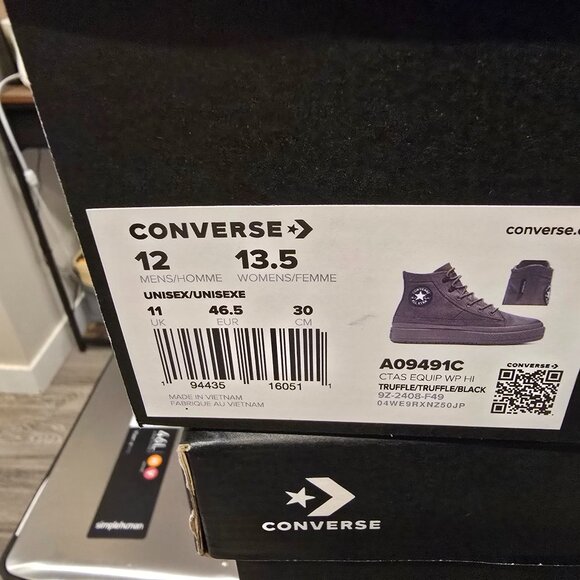 CONVERSE
converse.c
12 13.5
MENS/HOMME WOMENS/FEMME
UNISEX/UNISEXE
11 46.5 30
UK EUR CM
1 94435 16051 1
MADE IN VIETNAM
FABRIQUE AU VIETNAM
A09491C
CTAS EQUIP WP HI
TRUFFLE/TRUFFLE/BLACK
9Z-2408-F49
04WE9RXNZ50JP
CONVERSE
simplehuman
CONVERSE